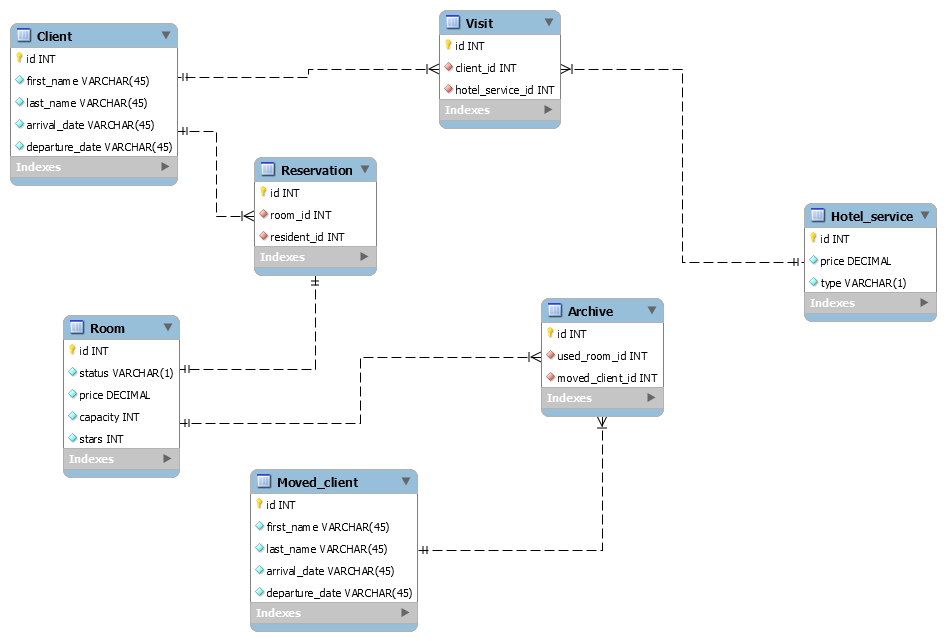 Client
id INT
first_name VARCHAR(45)
last_name VARCHAR(45)
arrival_date VARCHAR(45)
departure_date VARCHAR(45)
Indexes
Visit
id INT
client_id INT
hotel_service_id INT
Indexes
Reservation
id INT
room_id INT
resident_id INT
Indexes
Hotel_service
id INT
price DECIMAL
type VARCHAR(1)
Indexes
Room
id INT
status VARCHAR(1)
price DECIMAL
capacity INT
stars INT
Indexes
Archive
id INT
used_room_id INT
moved_client_id INT
Indexes
Moved_client
id INT
first_name VARCHAR(45)
last_name VARCHAR(45)
arrival_date VARCHAR(45)
departure_date VARCHAR(45)
Indexes